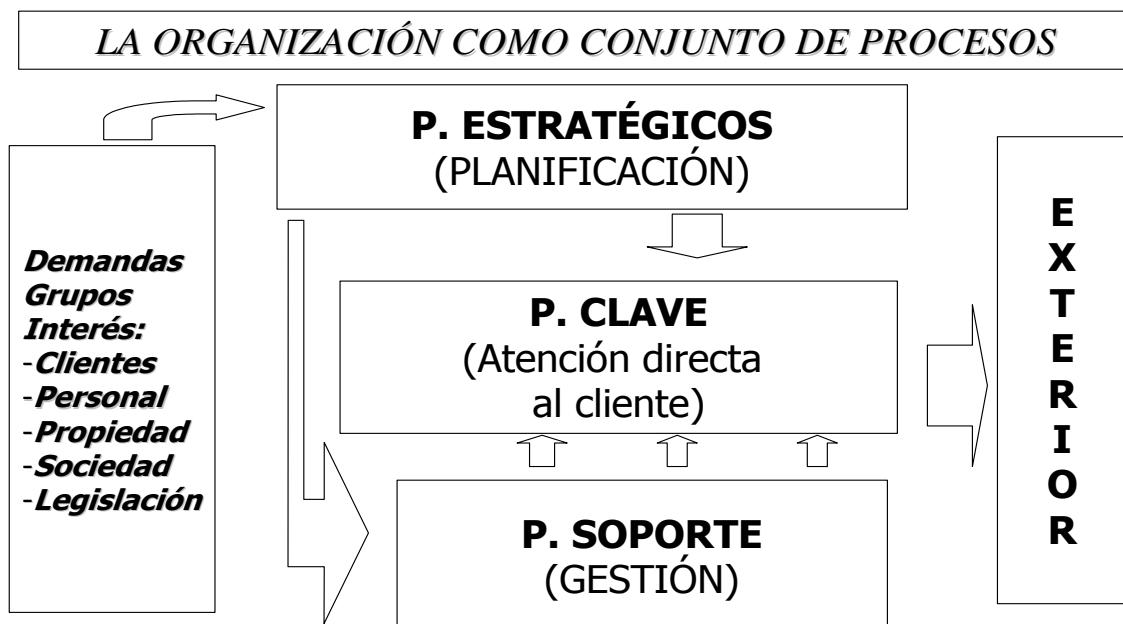 LA ORGANIZACIÓN COMO CONJUNTO DE PROCESOS
P. ESTRATÉGICOS
(PLANIFICACIÓN)
Demandas
Grupos
Interés:
-Clientes
-Personal
-Propiedad
-Sociedad
-Legislación
P. CLAVE
(Atención directa
al cliente)
P. SOPORTE
(GESTIÓN)
E
X
T
E
R
I
O
R